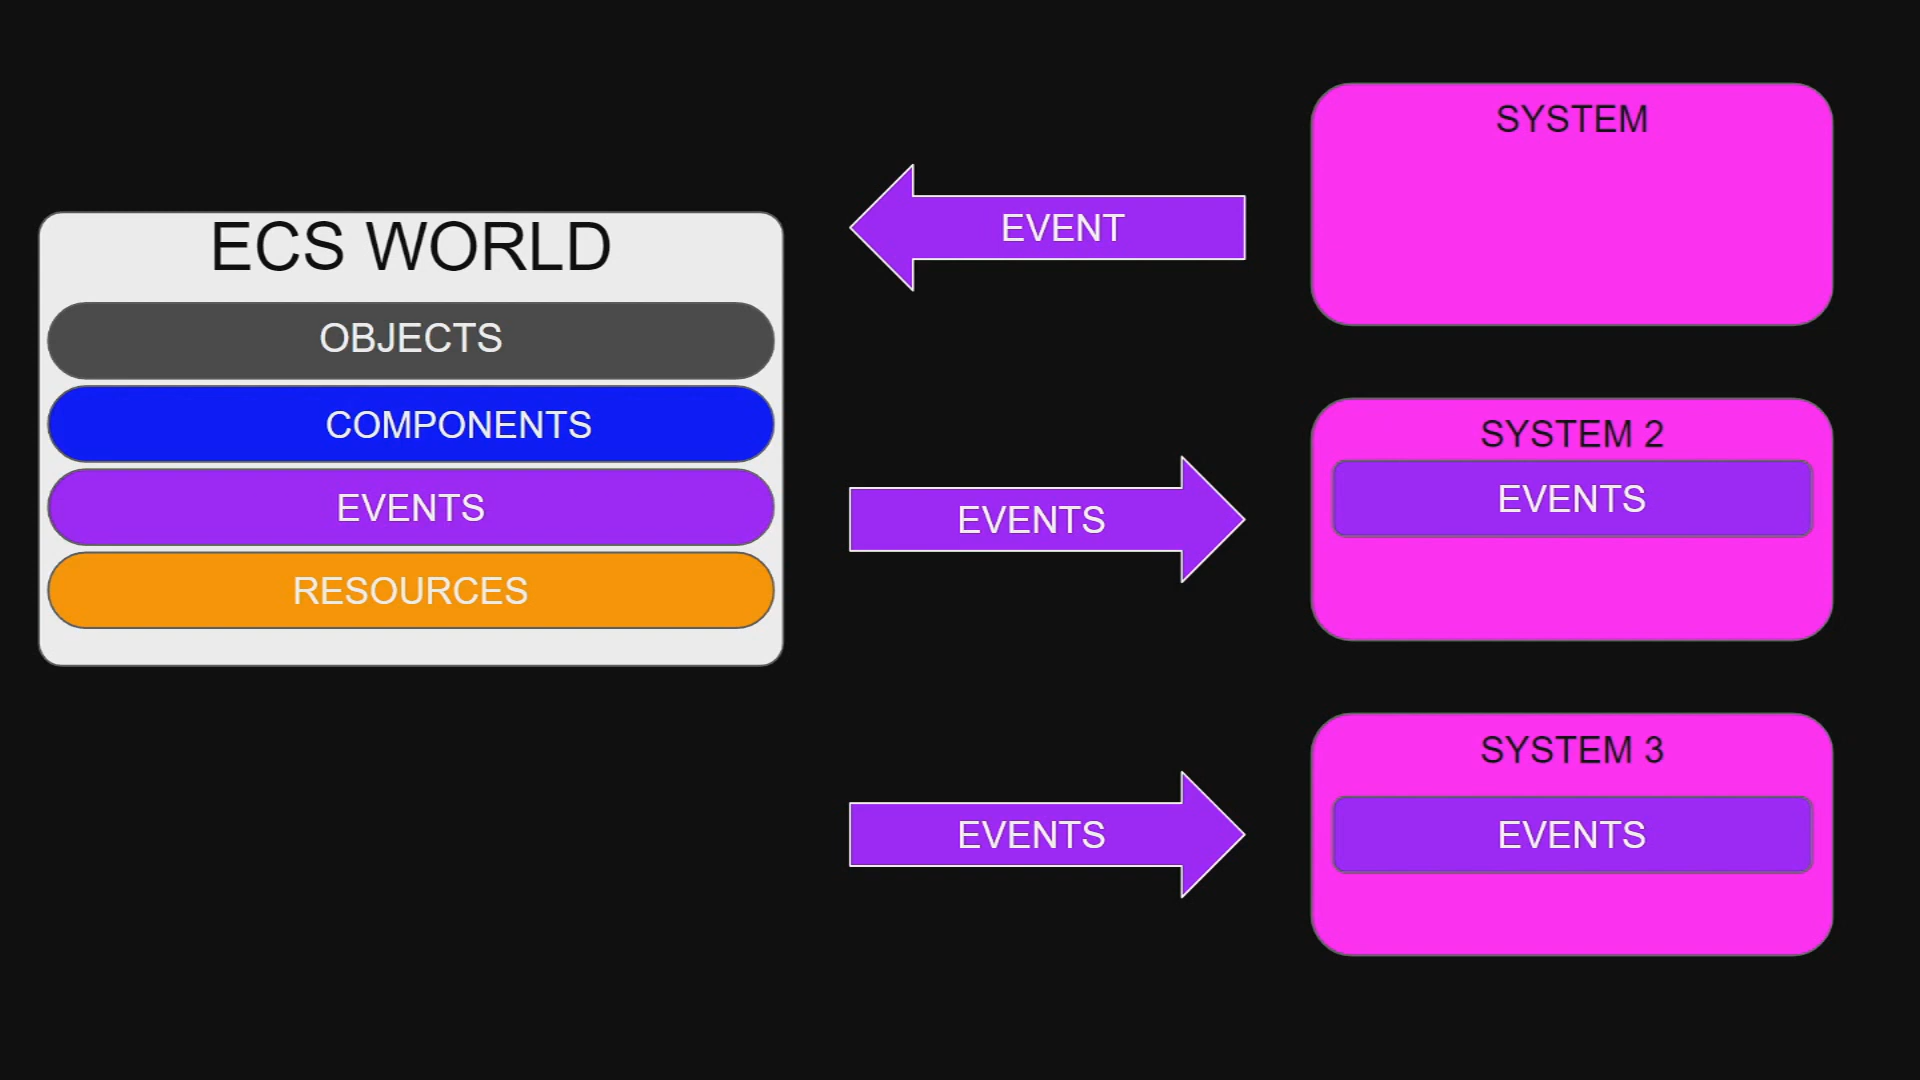 ECS WORLD
OBJECTS
COMPONENTS
EVENTS
RESOURCES
EVENT
EVENTS
EVENTS
SYSTEM
SYSTEM 2
EVENTS
SYSTEM 3
EVENTS